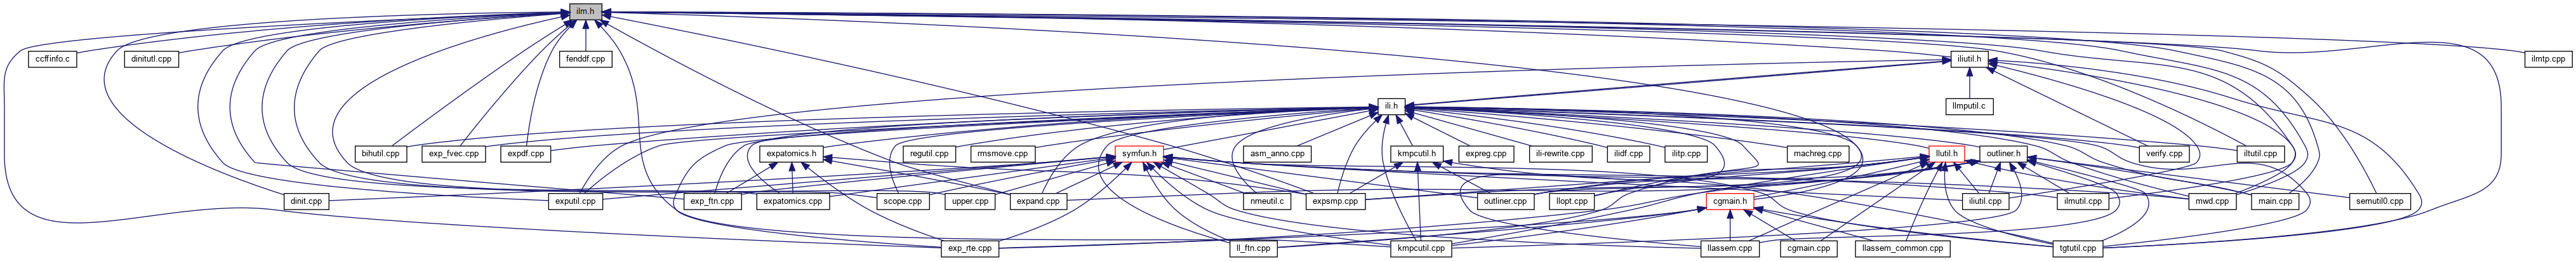 ilm.h
ccffinfo.c
dinitutl.cpp
fenddf.cpp
iliutil.h
ilmtp.cpp
llmputil.c
ili.h
bihutil.cpp
exp_fvec.cpp
expdf.cpp
expatomics.h
regutil.cpp
rmsmove.cpp
symfun.h
asm_anno.cpp
kmpcutil.h
expreg.cpp
ili-rewrite.cpp
ilidf.cpp
ilitp.cpp
machreg.cpp
llutil.h
outliner.h
verify.cpp
iltutil.cpp
dinit.cpp
exputil.cpp
exp_ftn.cpp
expatomics.cpp
scope.cpp
upper.cpp
expand.cpp
nmeutil.c
expsmp.cpp
outliner.cpp
llopt.cpp
cgmain.h
iliutil.cpp
ilmutil.cpp
mwd.cpp
main.cpp
semutil0.cpp
exp_rte.cpp
ll_ftn.cpp
kmpcutil.cpp
llassem.cpp
cgmain.cpp
llassem_common.cpp
tgtutil.cpp